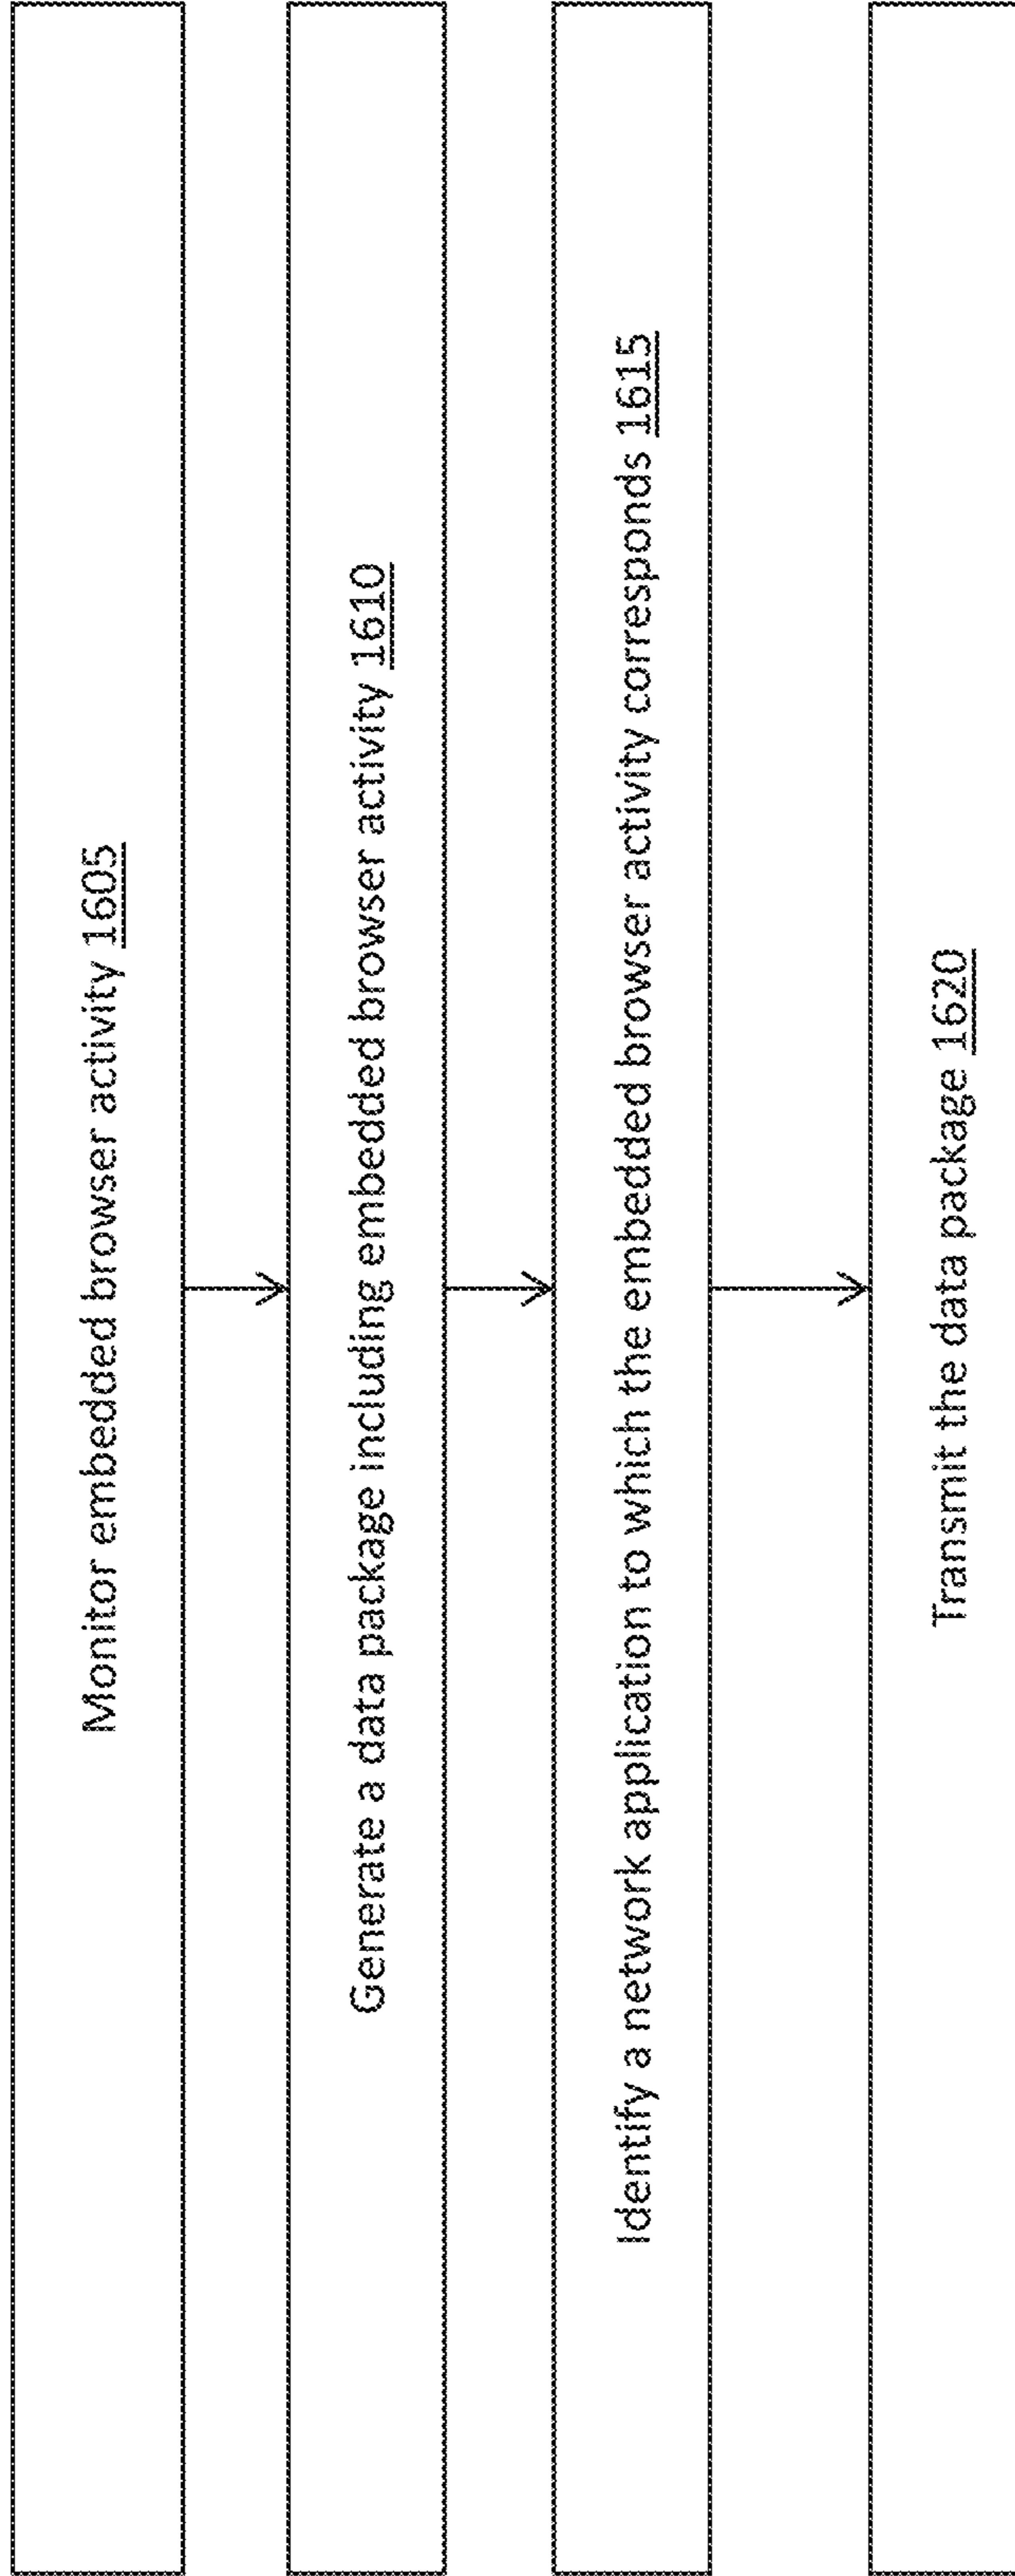 Monitor embedded browser activity 1605
Generate a data package including embedded browser activity 1610
Identify a network application to which the embedded browser activity corresponds 1615
Transmit the data package 1620